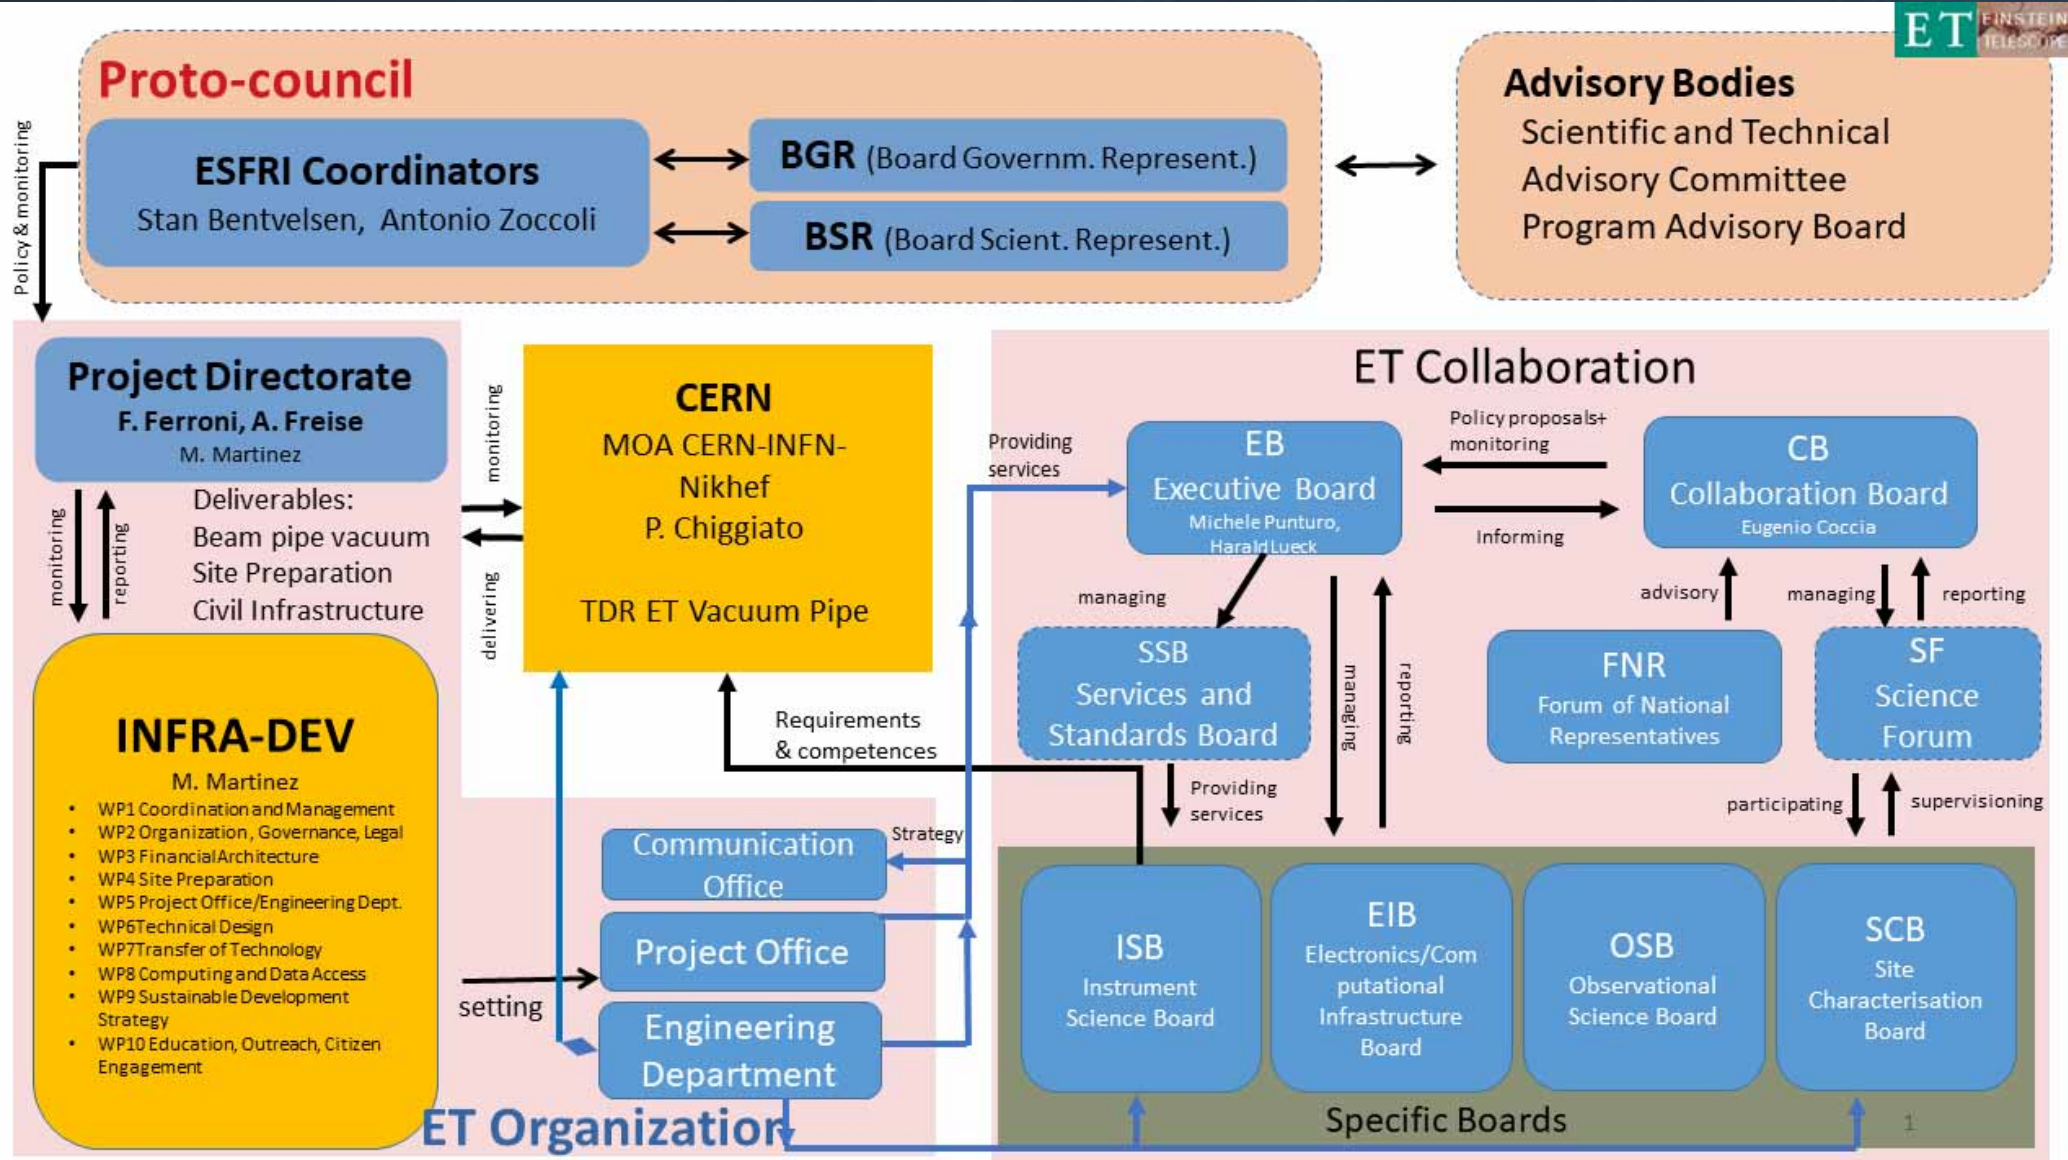 ET EINSTEIN
TELESCOPE
Proto-council
ESFRI Coordinators
Stan Bentvelsen, Antonio Zoccoli
BGR (Board Governm. Represent.)
BSR (Board Scient. Represent.)
Advisory Bodies
Scientific and Technical
Advisory Committee
Program Advisory Board
Policy & monitoring
Project Directorate
F. Ferroni, A. Freise
M. Martinez
monitoring
reporting
Deliverables:
Beam pipe vacuum
Site Preparation
Civil Infrastructure
monitoring
delivering
CERN
MOA CERN-INFN-
Nikhef
P. Chiggiato
TDR ET Vacuum Pipe
INFRA-DEV
M. Martinez
• WP1 Coordination and Management
• WP2 Organization, Governance, Legal
• WP3 Financial Architecture
• WP4 Site Preparation
• WP5 Project Office/Engineering Dept.
• WP6Technical Design
• WP7Transfer of Technology
• WP8 Computing and Data Access
• WP9 Sustainable Development
Strategy
• WP10 Education, Outreach, Citizen
Engagement
setting
Requirements
& competences
Communication
Office
Strategy
Project Office
Engineering
Department
ET Organization
ET Collaboration
Providing
services
EB
Executive Board
Michele Punturo,
Harald Lueck
Policy proposals+
monitoring
Informing
CB
Collaboration Board
Eugenio Coccia
managing
SSB
Services and
Standards Board
Providing
services
managing
reporting
advisory
FNR
Forum of National
Representatives
managing
reporting
SF
Science
Forum
participating
supervisioning
ISB
Instrument
Science Board
EIB
Electronics/Com
putational
Infrastructure
Board
OSB
Observational
Science Board
SCB
Site
Characterisation
Board
Specific Boards
1